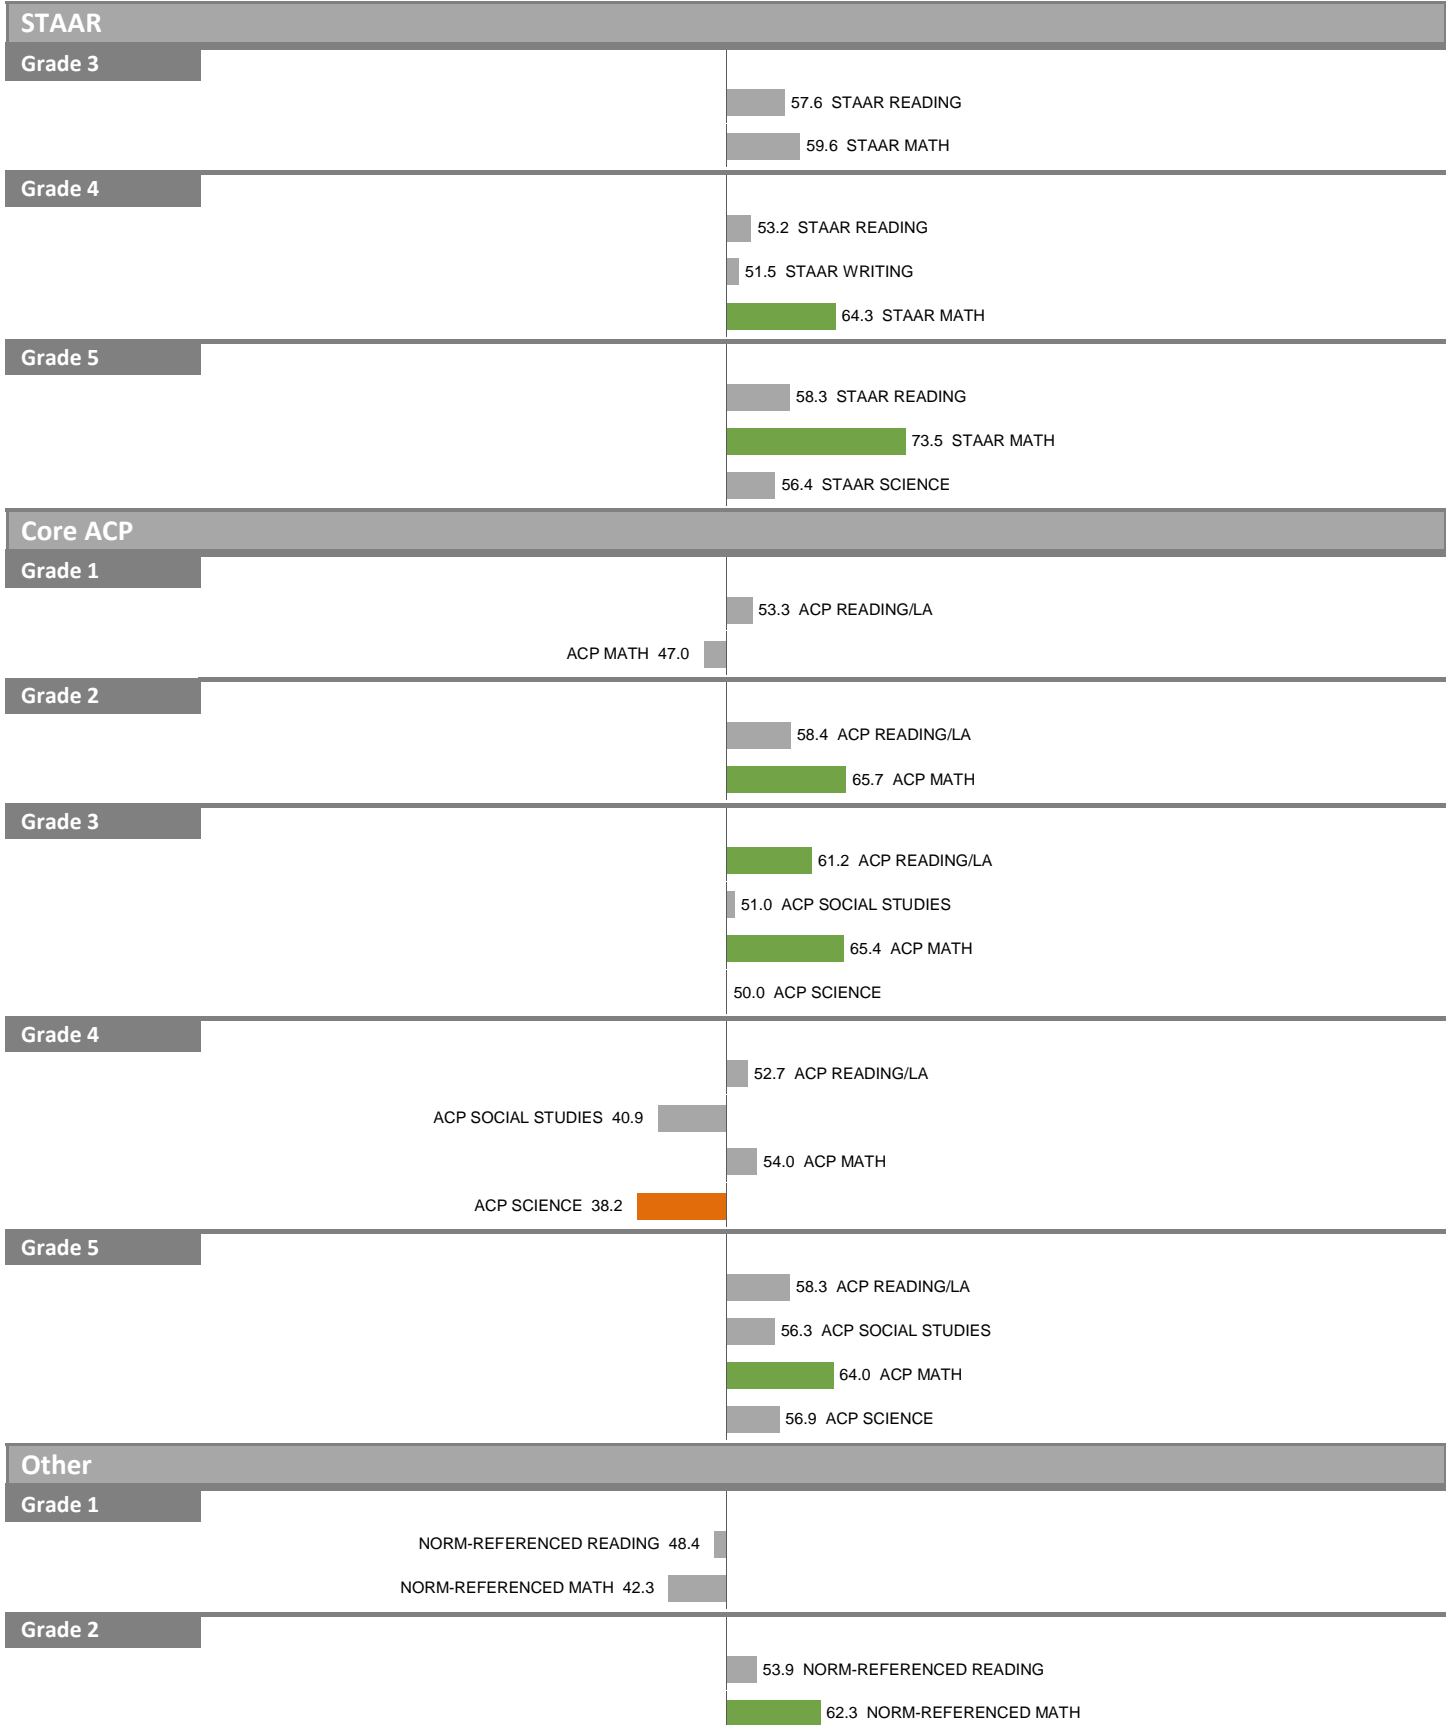 STAAR
Grade 3
57.6 STAAR READING
59.6 STAAR MATH
Grade 4
53.2 STAAR READING
51.5 STAAR WRITING
64.3 STAAR MATH
Grade 5
58.3 STAAR READING
73.5 STAAR MATH
56.4 STAAR SCIENCE
Core ACP
Grade 1
53.3 ACP READING/LA
ACP MATH 47.0
Grade 2
58.4 ACP READING/LA
65.7 ACP MATH
Grade 3
61.2 ACP READING/LA
51.0 ACP SOCIAL STUDIES
65.4 ACP MATH
50.0 ACP SCIENCE
Grade 4
52.7 ACP READING/LA
ACP SOCIAL STUDIES 40.9
54.0 ACP MATH
ACP SCIENCE 38.2
Grade 5
58.3 ACP READING/LA
56.3 ACP SOCIAL STUDIES
64.0 ACP MATH
56.9 ACP SCIENCE
Other
Grade 1
NORM-REFERENCED READING 48.4
NORM-REFERENCED MATH 42.3
Grade 2
53.9 NORM-REFERENCED READING
62.3 NORM-REFERENCED MATH